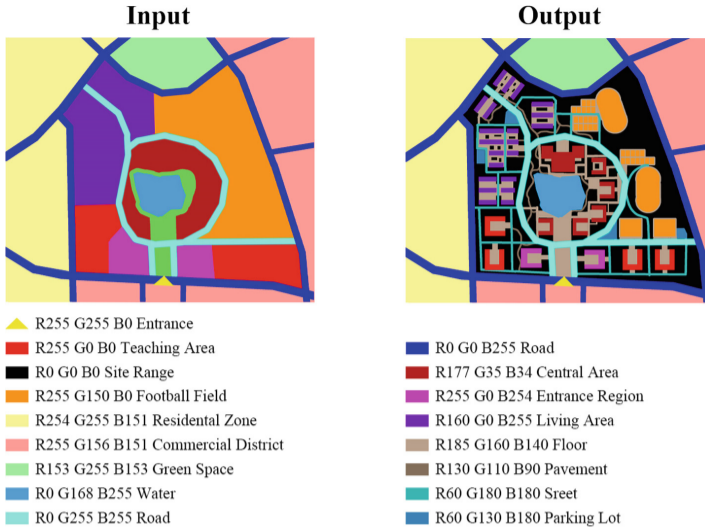 Input
Output
R255 G255 B0 Entrance
R255 G0 B0 Teaching Area
R0 G0 B0 Site Range
R255 G150 B0 Football Field
R254 G255 B151 Residental Zone
R255 G156 B151 Commercial District
R153 G255 B153 Green Space
R0 G168 B255 Water
R0 G255 B255 Road
R0 G0 B255 Road
R177 G35 B34 Central Area
R255 G0 B254 Entrance Region
R160 G0 B255 Living Area
R185 G160 B140 Floor
R130 G110 B90 Pavement
R60 G180 B180 Sreet
R60 G130 B180 Parking Lot